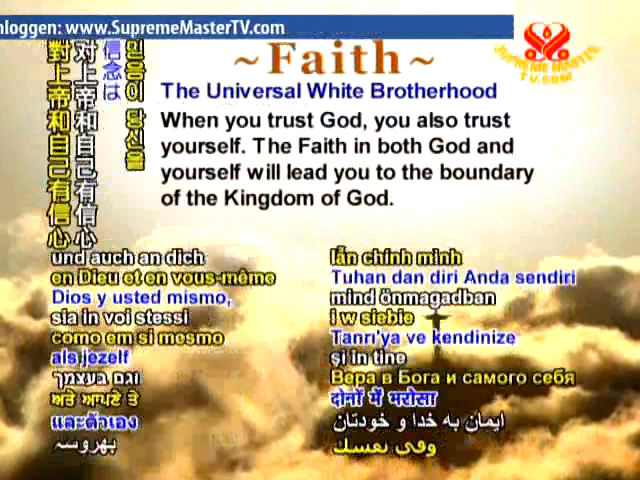 nloggen: www.SupremeMasterTV.com
SUPREME MASTER
TV.COM
~Faith~
The Universal White Brotherhood
When you trust God, you also trust
yourself. The Faith in both God and
yourself will lead you to the boundary
of the Kingdom of God.
對上帝和自己有信心
对上帝和自己有信心
信念は
믿음이 당신을
und auch an dich
en Dieu et en vous-même
Dios y usted mismo,
sia in voi stessi
como em si mesmo
als jezelf
וגם בעצמך
ਅਤੇ ਆਪਣੇ ਤੇ
และตัวเอง
بھروسہ
lẫn chính mình
Tuhan dan diri Anda sendiri
mind önmagadban
i w siebie
Tanrı'ya ve kendinize
și în tine
Вера в Бога и самого себя
दोनों में भरोसा
ایمان به خدا و خودتان
وفي نفسك